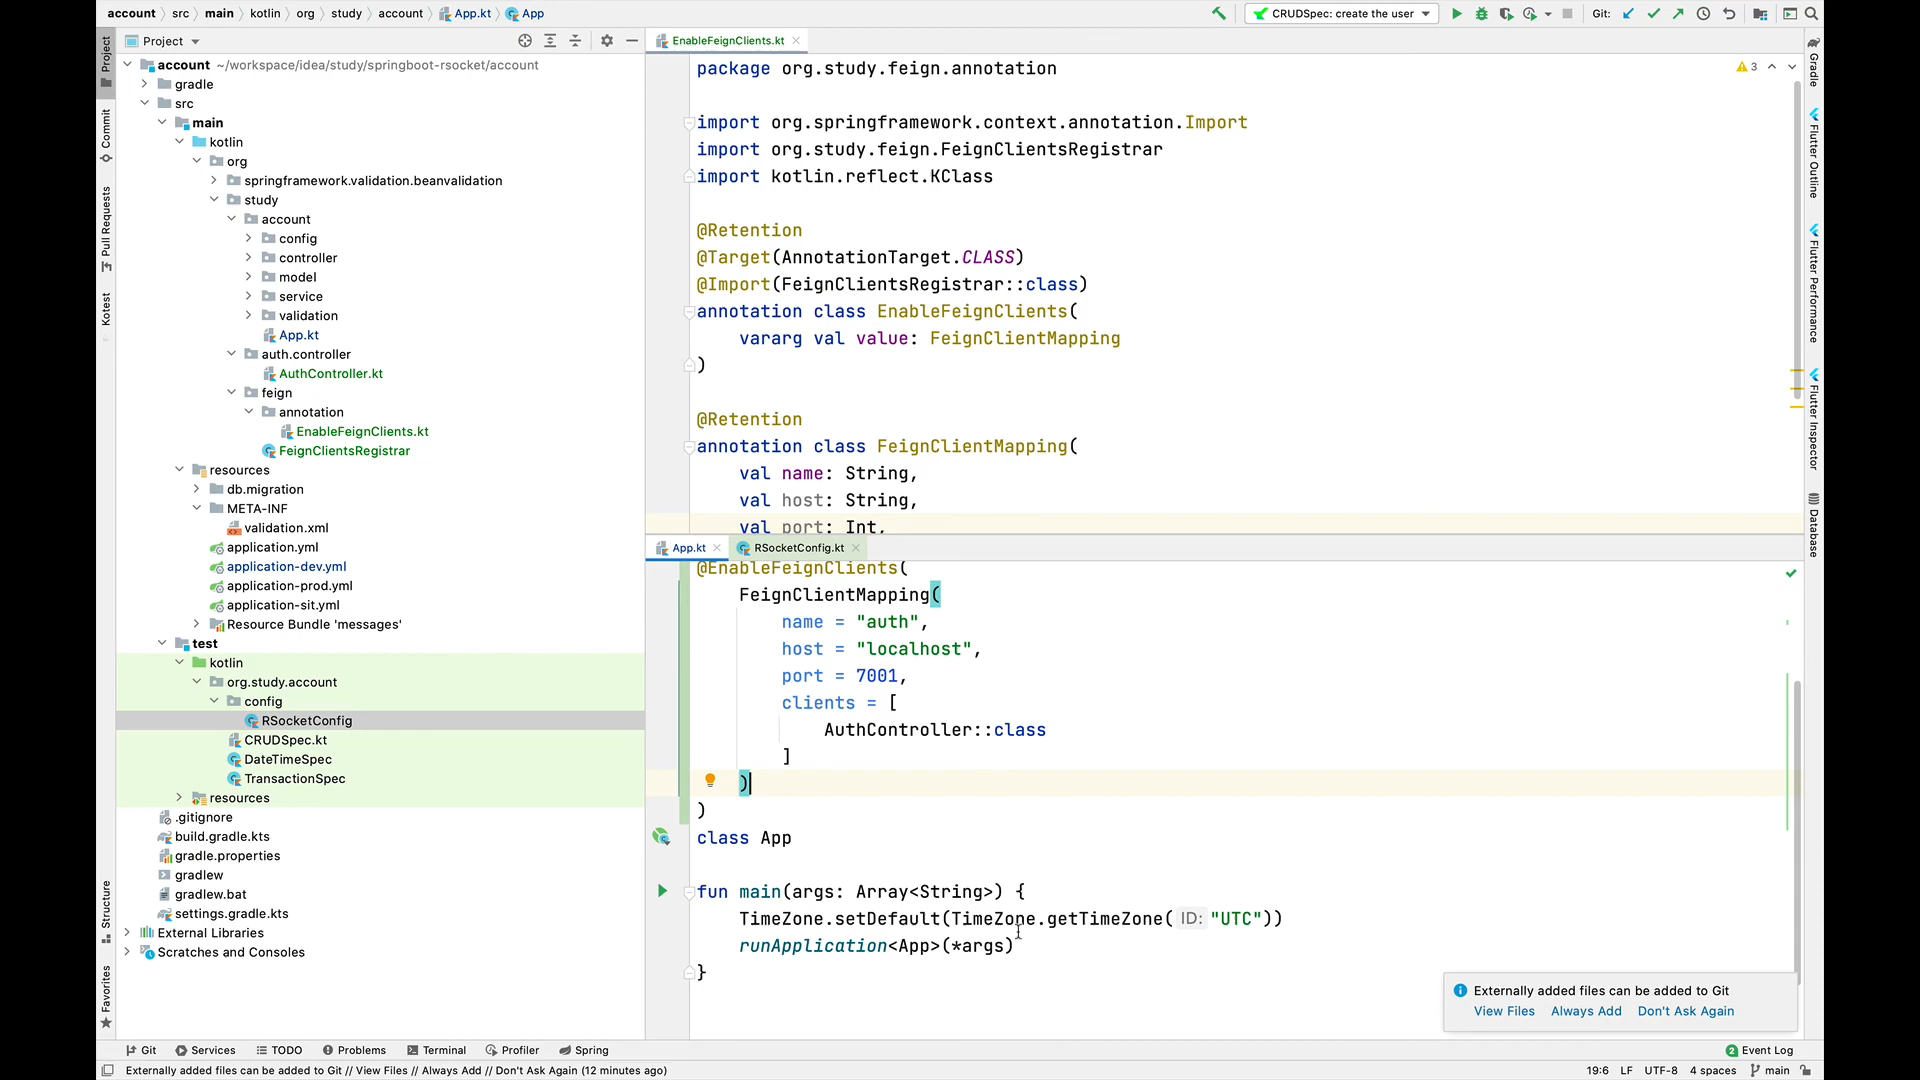 account
src
main
kotlin
org
study
account
App.kt
App
CRUDSpec: create the user
Git:
Project
account ~/workspace/idea/study/springboot-rsocket/account
gradle
src
main
kotlin
org
springframework.validation.beanvalidation
study
account
config
controller
model
service
validation
App.kt
auth.controller
AuthController.kt
feign
annotation
EnableFeignClients.kt
FeignClientsRegistrar
resources
db.migration
META-INF
validation.xml
application.yml
application-dev.yml
application-prod.yml
application-sit.yml
Resource Bundle 'messages'
test
kotlin
org.study.account
config
RSocketConfig
CRUDSpec.kt
DateTimeSpec
TransactionSpec
resources
.gitignore
build.gradle.kts
gradle.properties
gradlew
gradlew.bat
settings.gradle.kts
External Libraries
Scratches and Consoles
Project
Commit
Pull Requests
Kotest
Structure
Favorites
EnableFeignClients.kt
3
package org.study.feign.annotation
import org.springframework.context.annotation.Import
import org.study.feign.FeignClientsRegistrar
import kotlin.reflect.KClass
@Retention
@Target(AnnotationTarget.CLASS)
@Import(FeignClientsRegistrar::class)
annotation class EnableFeignClients(
vararg val value: FeignClientMapping
)
@Retention
annotation class FeignClientMapping(
val name: String,
val host: String,
val port: Int,
App.kt
RSocketConfig.kt
@EnableFeignClients(
FeignClientMapping(
name = "auth",
host = "localhost",
port = 7001,
clients = [
AuthController::class
]
)
)
class App
fun main(args: Array<String>) {
TimeZone.setDefault(TimeZone.getTimeZone( ID: "UTC"))
runApplication<App>(*args)
}
Externally added files can be added to Git
View Files Always Add Don't Ask Again
Gradle
Flutter Outline
Flutter Performance
Flutter Inspector
Database
Git
Services
TODO
Problems
Terminal
Profiler
Spring
2 Event Log
Externally added files can be added to Git // View Files // Always Add // Don't Ask Again (12 minutes ago)
19:6 LF UTF-8 4 spaces main